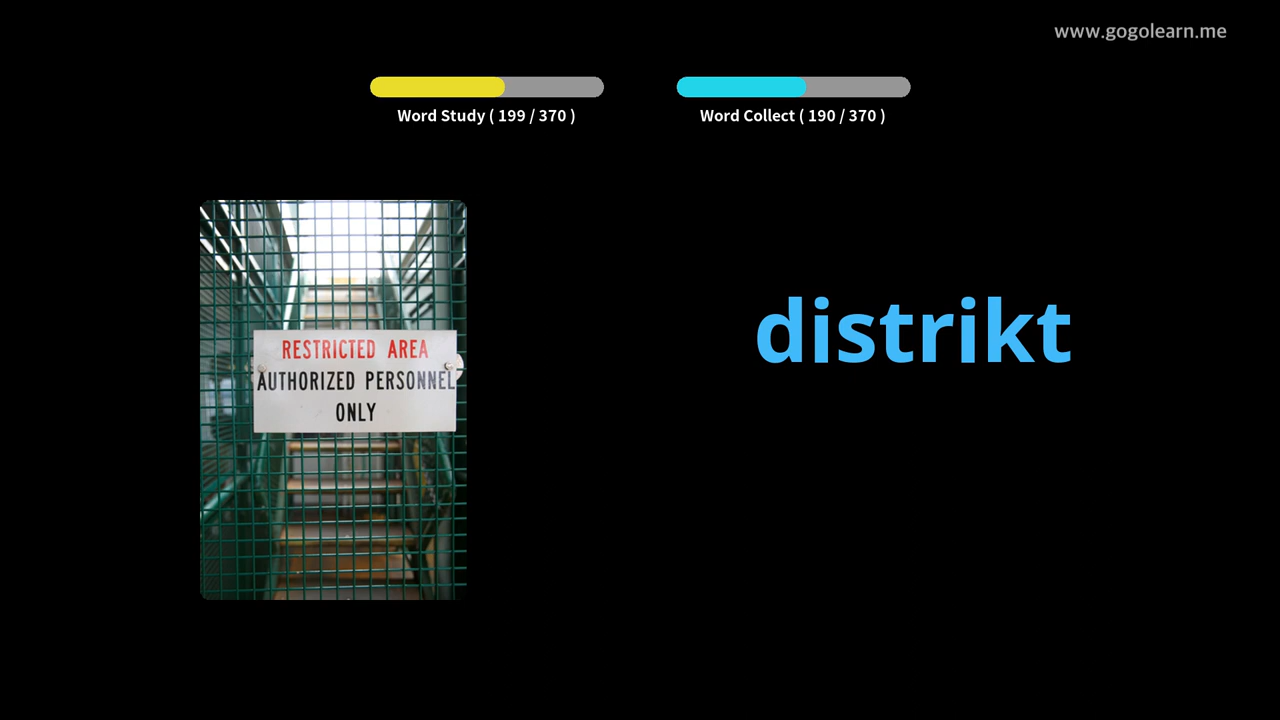 www.gogolearn.me
Word Study ( 199 / 370 )
Word Collect ( 190 / 370 )
RESTRICTED AREA
AUTHORIZED PERSONNEL
ONLY
distrikt